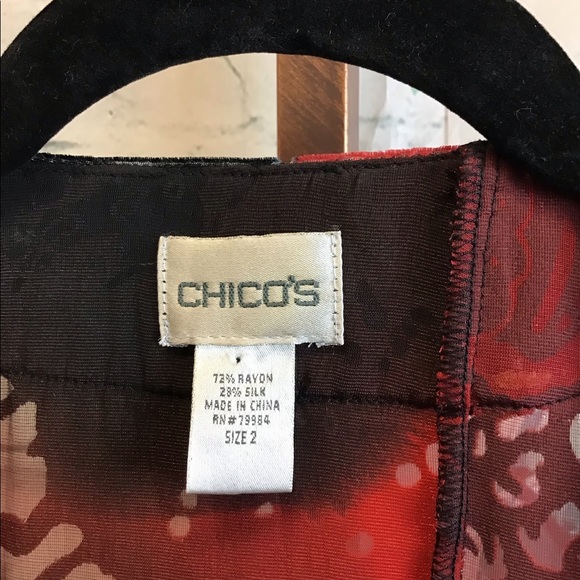 CHICO'S
72% RAYON
28% SILK
MADE IN CHINA
RN#79984
SIZE 2